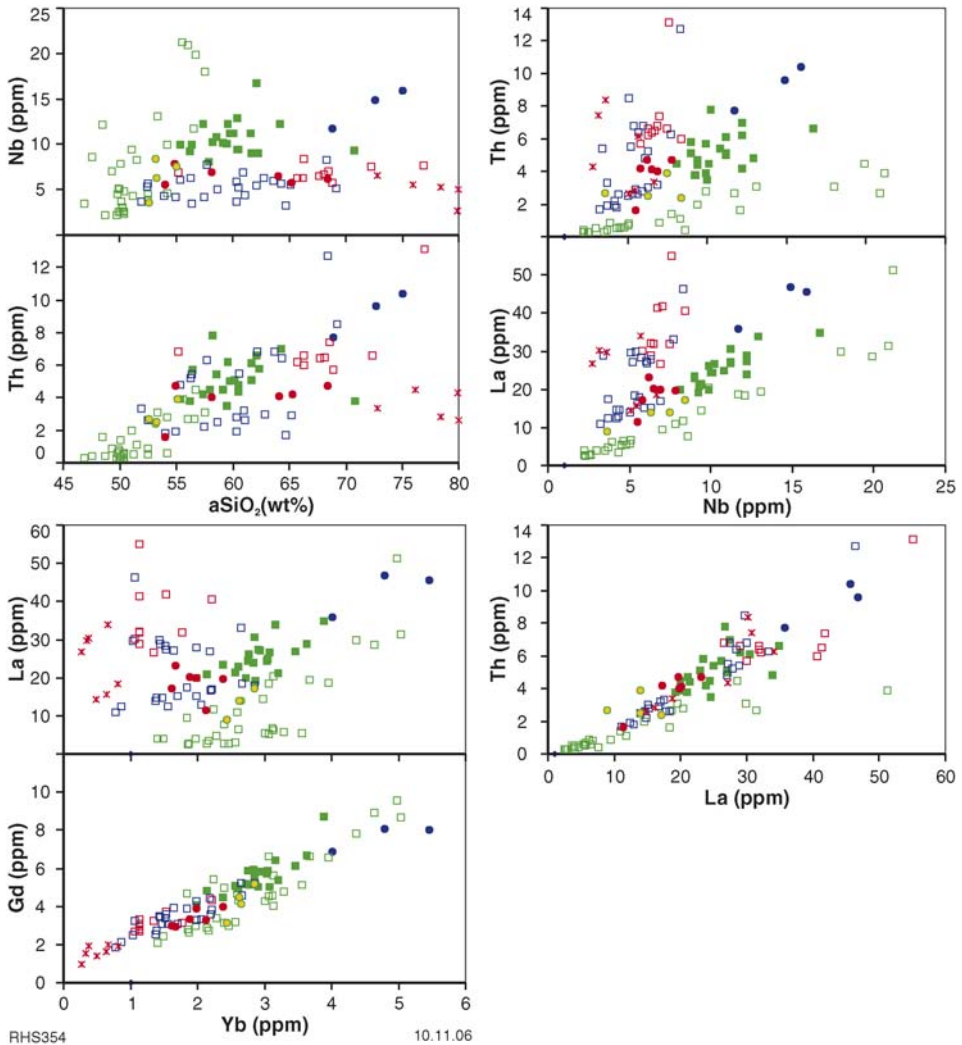 25
20
15
10
5
Nb (ppm)
12
10
8
6
4
2
0
Th (ppm)
45 50 55 60 65 70 75 80
aSiO₂(wt%)
14
12
10
8
6
4
2
0
Th (ppm)
50
40
30
20
10
0
La (ppm)
0 5 10 15 20 25
Nb (ppm)
60
50
40
30
20
10
La (ppm)
10
8
6
4
2
0
Gd (ppm)
0 1 2 3 4 5 6
Yb (ppm)
14
12
10
8
6
4
2
0
Th (ppm)
0 10 20 30 40 50 60
La (ppm)
RHS354 10.11.06